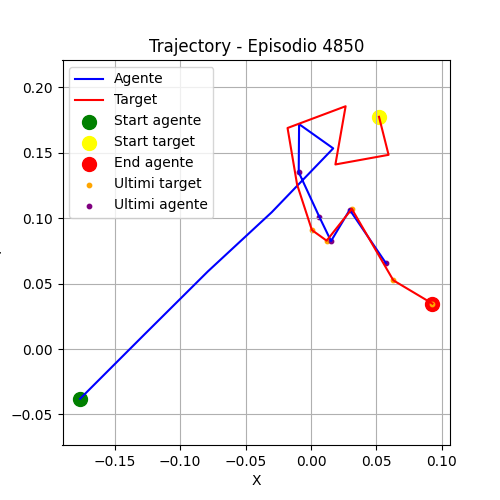 Trajectory - Episodio 4850
Agente
Target
Start agente
Start target
End agente
Ultimi target
Ultimi agente
0.20
0.15
0.10
0.05
0.00
−0.05
−0.15
−0.10
−0.05
0.00
0.05
0.10
X